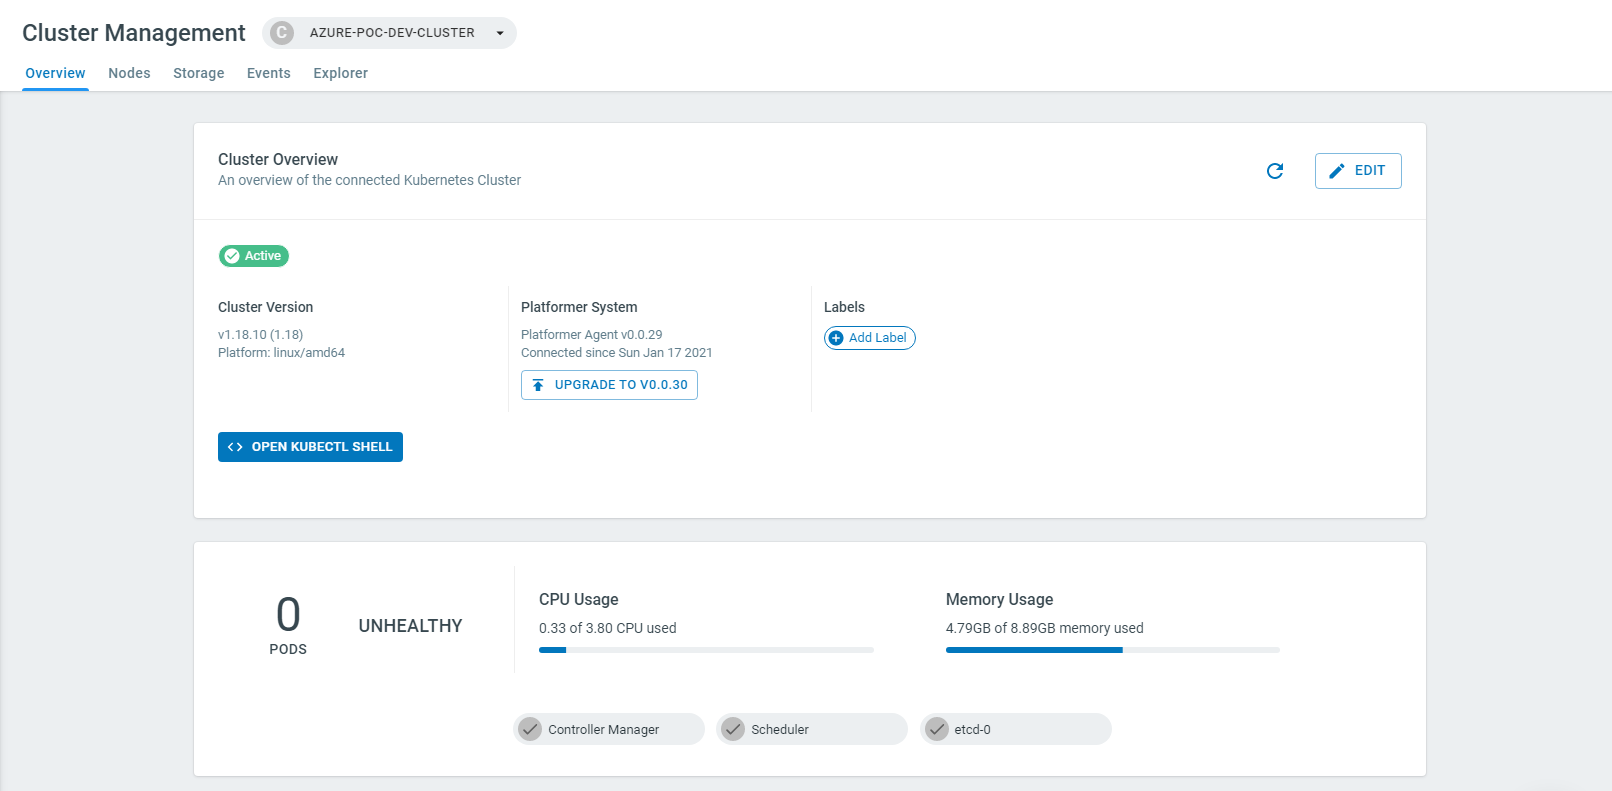 Cluster Management
C AZURE-POC-DEV-CLUSTER
Overview Nodes Storage Events Explorer
Cluster Overview
An overview of the connected Kubernetes Cluster
EDIT
Active
Cluster Version
v1.18.10 (1.18)
Platform: linux/amd64
Platformer System
Platformer Agent v0.0.29
Connected since Sun Jan 17 2021
UPGRADE TO V0.0.30
Labels
Add Label
OPEN KUBECTL SHELL
0
PODS
UNHEALTHY
CPU Usage
0.33 of 3.80 CPU used
Memory Usage
4.79GB of 8.89GB memory used
Controller Manager
Scheduler
etcd-0